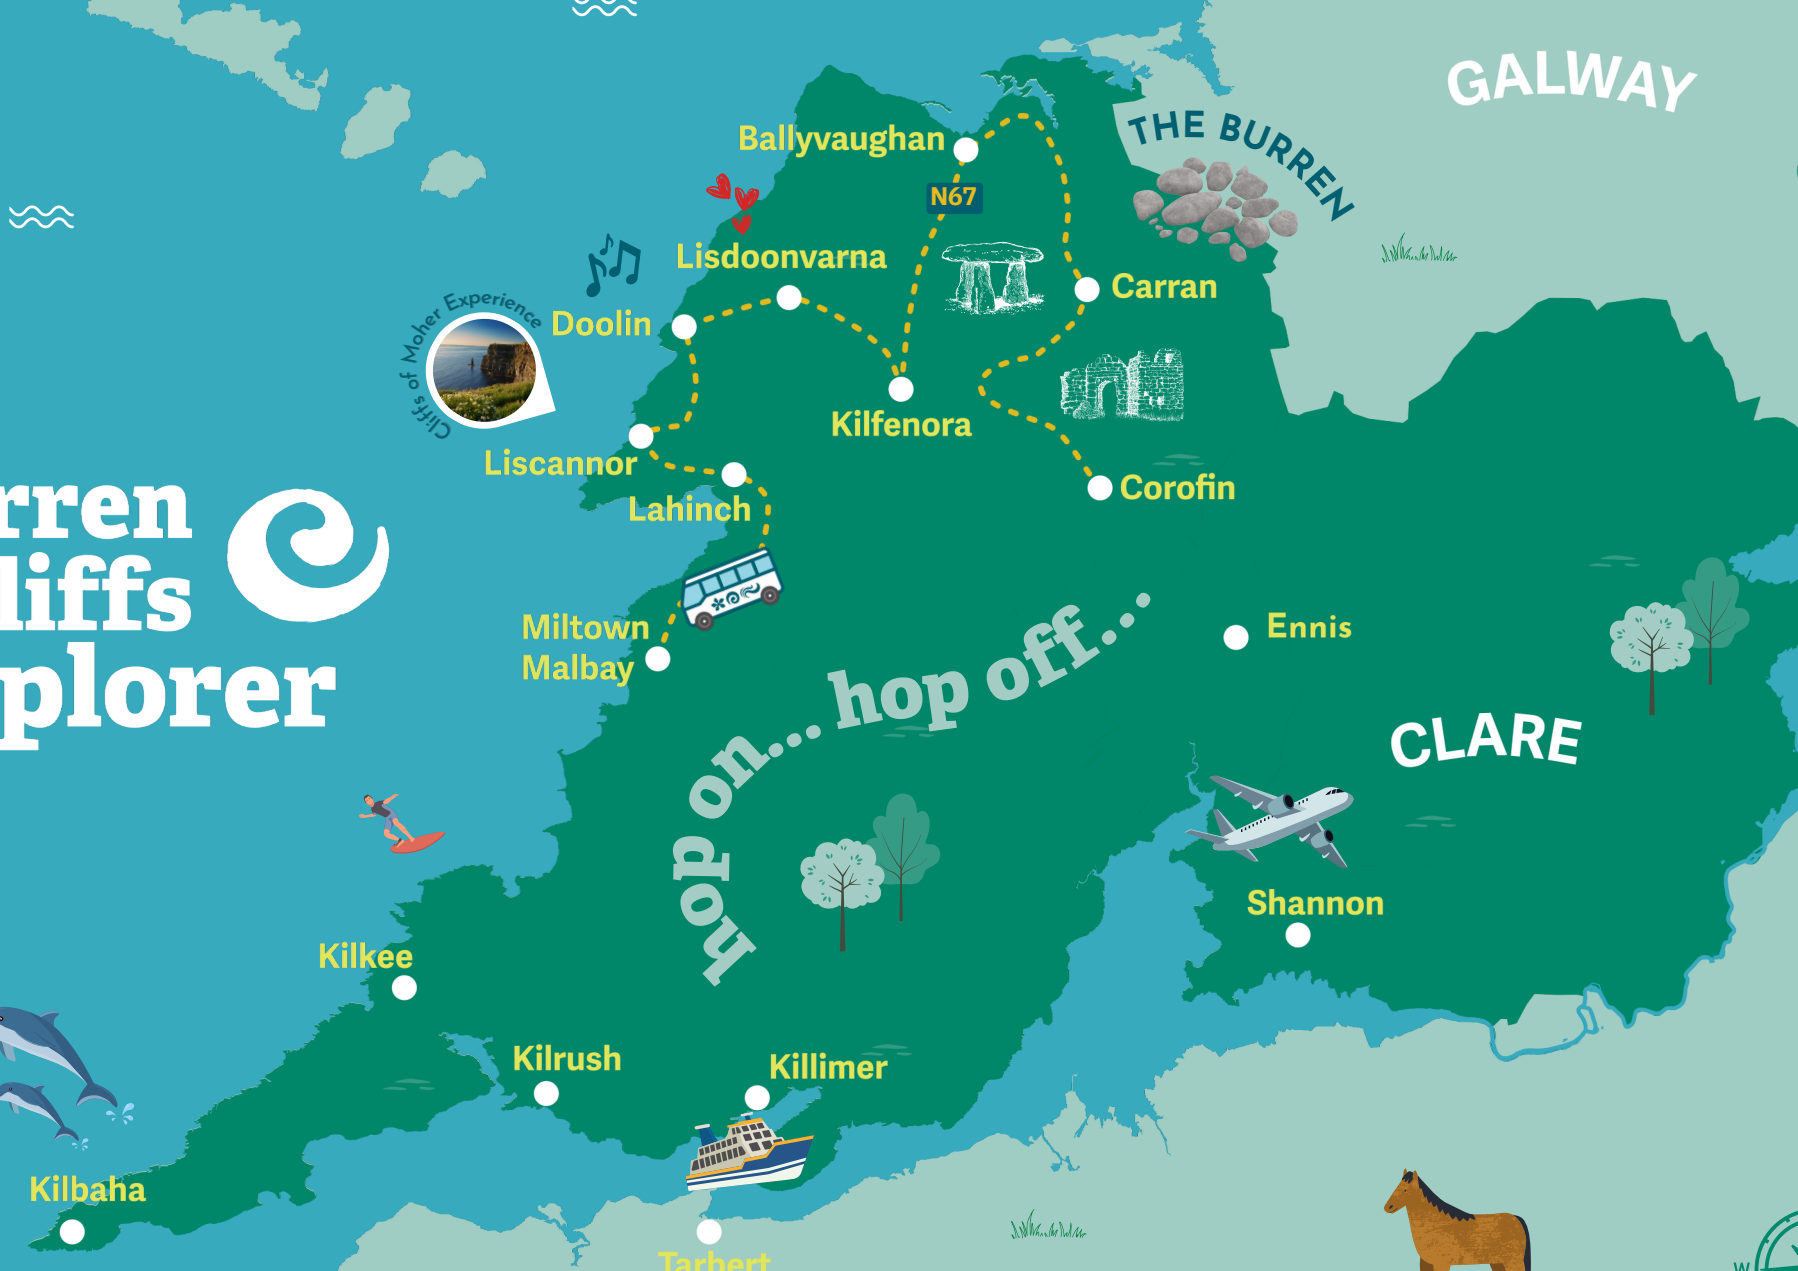 GALWAY
THE BURREN
Ballyvaughan
N67
Lisdoonvarna
Carran
Cliffs of Moher Experience
Doolin
Kilfenora
Liscannor
Corofin
Lahinch
rren
liffs
plorer
Miltown
Malbay
Ennis
hop on... hop off...
CLARE
Shannon
Kilkee
Kilrush
Killimer
Kilbaha
Tarbert
W